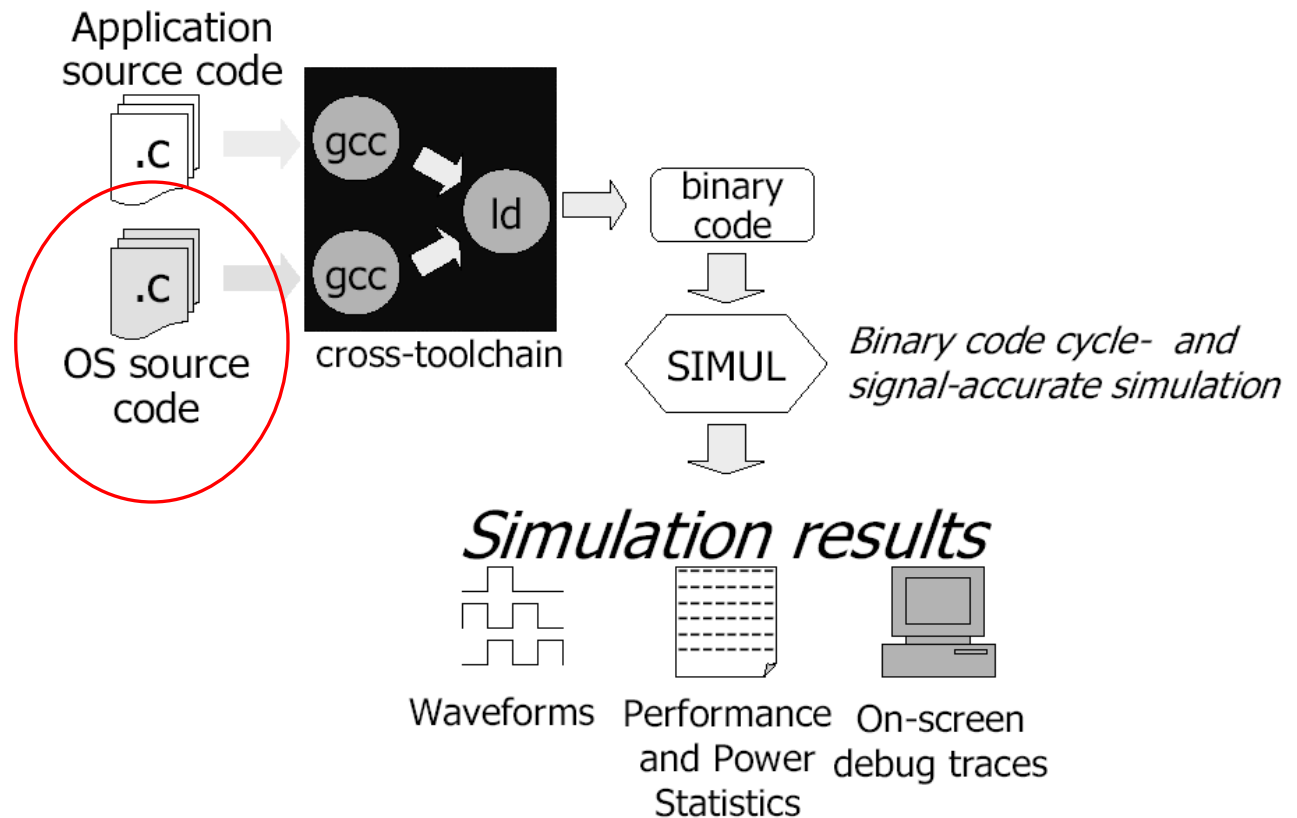 Application
source code
.c
gcc
ld
binary
code
.c
gcc
OS source
code
cross-toolchain
SIMUL
Binary code cycle- and
signal-accurate simulation
Simulation results
Waveforms
Performance
and Power
Statistics
On-screen
debug traces